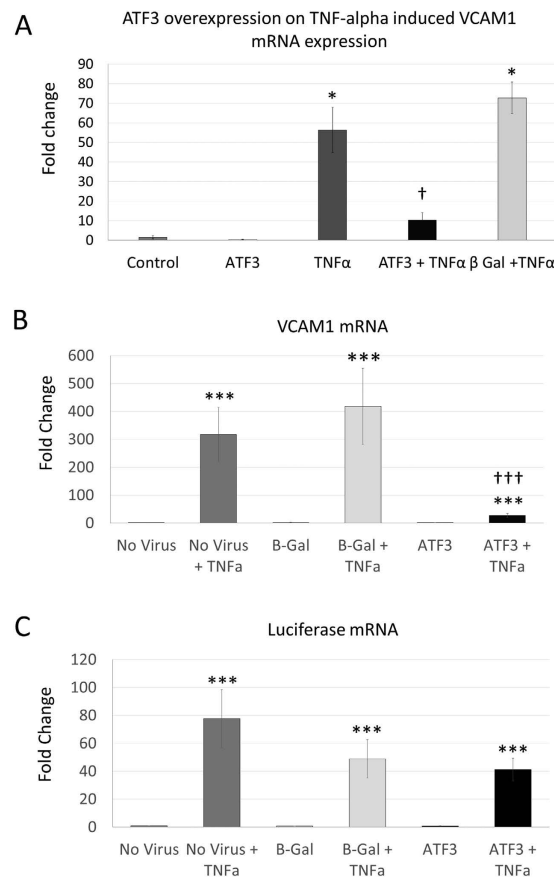 A
ATF3 overexpression on TNF-alpha induced VCAM1
mRNA expression
Fold change
90
80
70
60
50
40
30
20
10
0
*
†
*
Control ATF3 TNFα ATF3 + TNFα β Gal +TNFα
B
VCAM1 mRNA
Fold Change
600
500
400
300
200
100
0
***
***
†††
***
No Virus No Virus B-Gal B-Gal + ATF3 ATF3 +
+ TNFa TNFa TNFa
C
Luciferase mRNA
Fold Change
120
100
80
60
40
20
0
***
***
***
No Virus No Virus + B-Gal B-Gal + ATF3 ATF3 +
TNFa TNFa TNFa